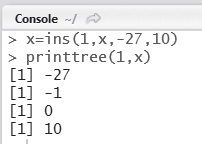 Console ~/
> x=ins(1,x,-27,10)
> printtree(1,x)
[1] -27
[1] -1
[1] 0
[1] 10